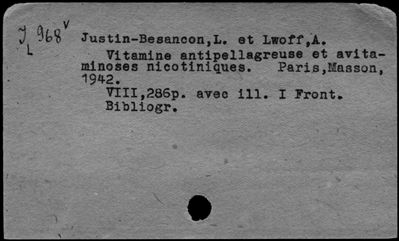 J 968 v
L
Justin-Besancon,L. et Lwoff,A.
Vitamine antipellagreuse et avita-
minoses nicotiniques. Paris,Masson,
1942.
VIII,286p. avec ill. I Front.
Bibliogr.